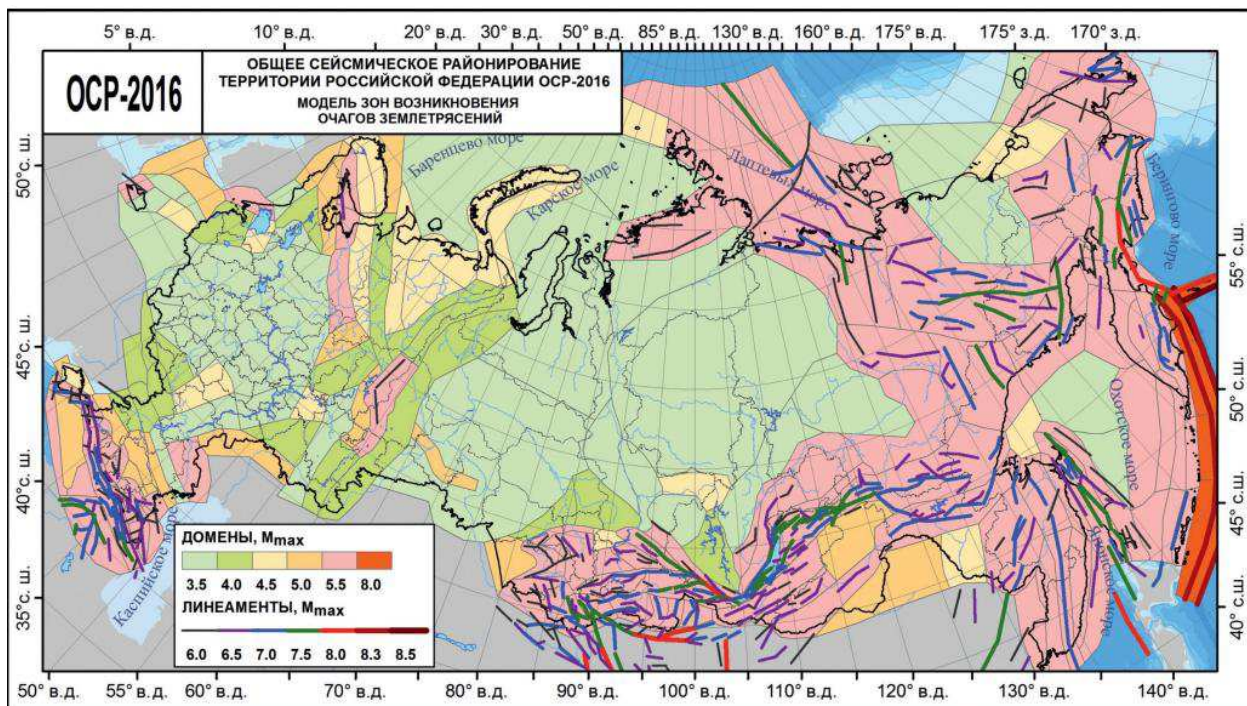 5° в.д. 10° в.д. 20° в.д. 30° в.д. 50° в.д. 85° в.д. 130° в.д. 160° в.д. 175° в.д. 175° з.д. 170° з.д.
ОСР-2016
ОБЩЕЕ СЕЙСМИЧЕСКОЕ РАЙОНИРОВАНИЕ
ТЕРРИТОРИИ РОССИЙСКОЙ ФЕДЕРАЦИИ ОСР-2016
МОДЕЛЬ ЗОН ВОЗНИКНОВЕНИЯ
ОЧАГОВ ЗЕМЛЕТРЯСЕНИЙ
50° с.ш.
45° с.ш.
40° с.ш.
35° с.ш.
Баренцево море
Карское море
Лаптевых море
Берингово море
Охотское море
Японское море
Каспийское море
55° с.ш.
50° с.ш.
45° с.ш.
40° с.ш.
ДОМЕНЫ, Mmax
3.5 4.0 4.5 5.0 5.5 8.0
ЛИНЕАМЕНТЫ, Mmax
6.0 6.5 7.0 7.5 8.0 8.3 8.5
50° в.д. 55° в.д. 60° в.д. 70° в.д. 80° в.д. 90° в.д. 100° в.д. 110° в.д. 120° в.д. 130° в.д. 140° в.д.